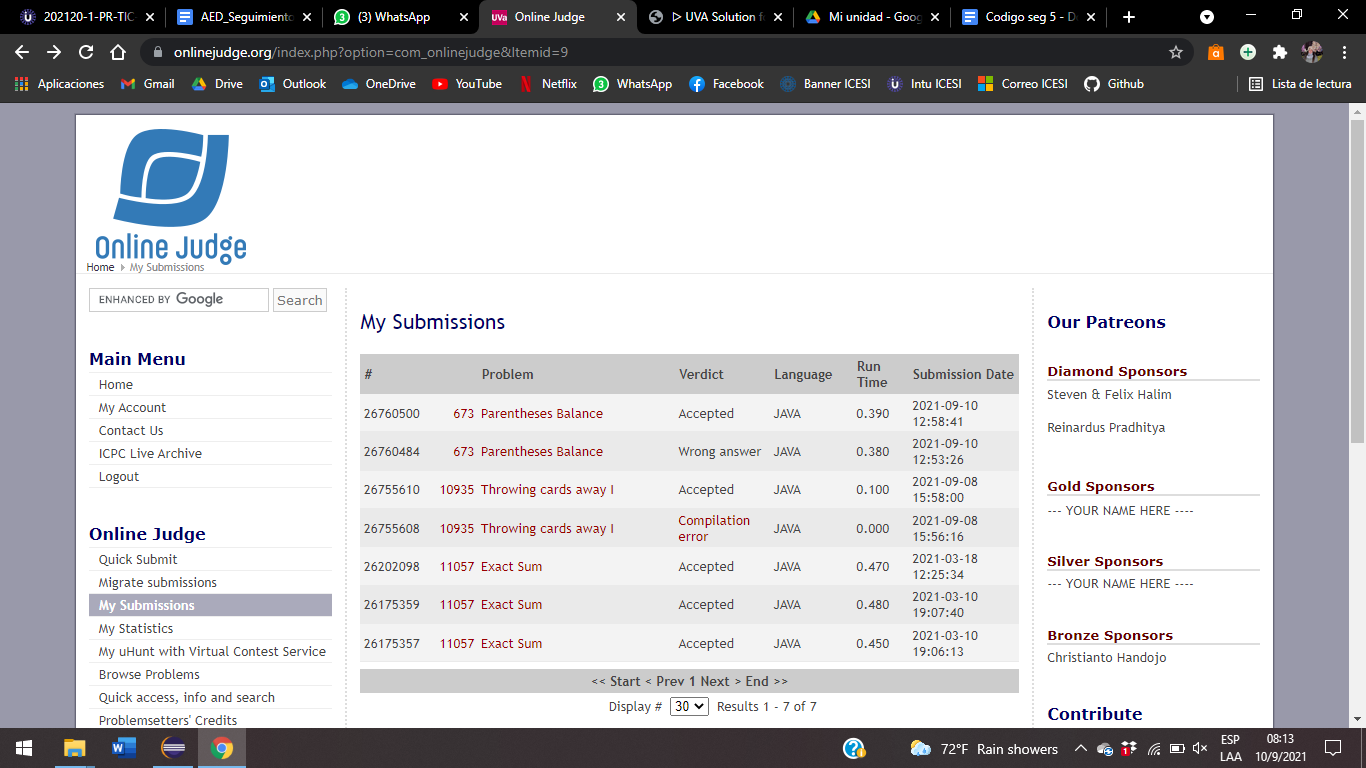 202120-1-PR-TIC
AED_Seguimiento
(3) WhatsApp
UVa Online Judge
▷ UVA Solution f
Mi unidad - Goo
Codigo seg 5 - D
onlinejudge.org/index.php?option=com_onlinejudge&Itemid=9
Aplicaciones Gmail Drive Outlook OneDrive YouTube Netflix 3 WhatsApp Facebook Banner ICESI Intu ICESI Correo ICESI Github Lista de lectura
Online Judge
Home My Submissions
ENHANCED BY Google Search
Main Menu
Home
My Account
Contact Us
ICPC Live Archive
Logout
Online Judge
Quick Submit
Migrate submissions
My Submissions
My Statistics
My uHunt with Virtual Contest Service
Browse Problems
Quick access, info and search
Problemsetters' Credits
My Submissions
# Problem Verdict Language Run Time Submission Date
26760500 673 Parentheses Balance Accepted JAVA 0.390 2021-09-10 12:58:41
26760484 673 Parentheses Balance Wrong answer JAVA 0.380 2021-09-10 12:53:26
26755610 10935 Throwing cards away I Accepted JAVA 0.100 2021-09-08 15:58:00
26755608 10935 Throwing cards away I Compilation error JAVA 0.000 2021-09-08 15:56:16
26202098 11057 Exact Sum Accepted JAVA 0.470 2021-03-18 12:25:34
26175359 11057 Exact Sum Accepted JAVA 0.480 2021-03-10 19:07:40
26175357 11057 Exact Sum Accepted JAVA 0.450 2021-03-10 19:06:13
<< Start < Prev 1 Next > End >>
Display # 30 Results 1 - 7 of 7
Our Patreons
Diamond Sponsors
Steven & Felix Halim
Reinardus Pradhitya
Gold Sponsors
--- YOUR NAME HERE ----
Silver Sponsors
--- YOUR NAME HERE ----
Bronze Sponsors
Christianto Handojo
Contribute
72°F Rain showers
ESP
LAA
08:13
10/9/2021